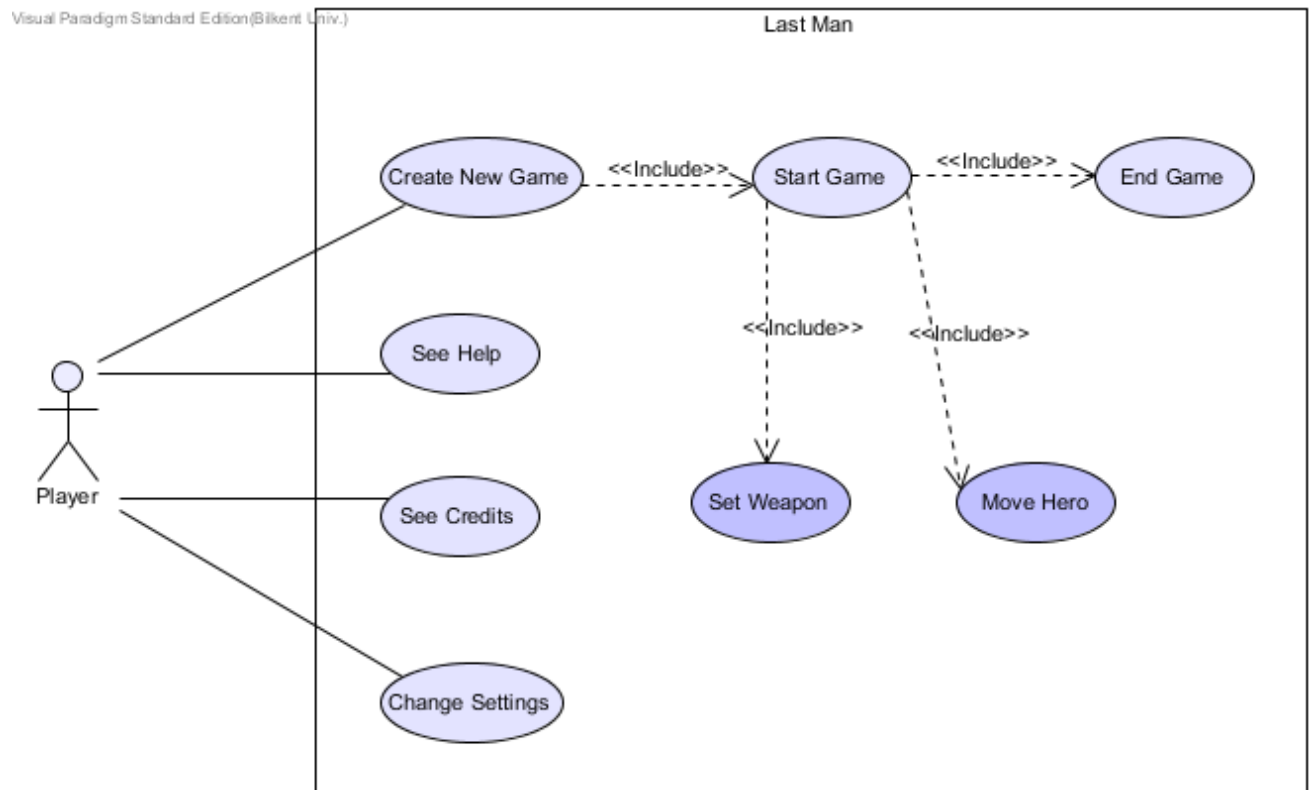 Visual Paradigm Standard Edition(Bilkent Univ.)
Last Man
Create New Game
<<Include>>
Start Game
<<Include>>
End Game
See Help
<<Include>>
<<Include>>
Player
See Credits
Set Weapon
Move Hero
Change Settings